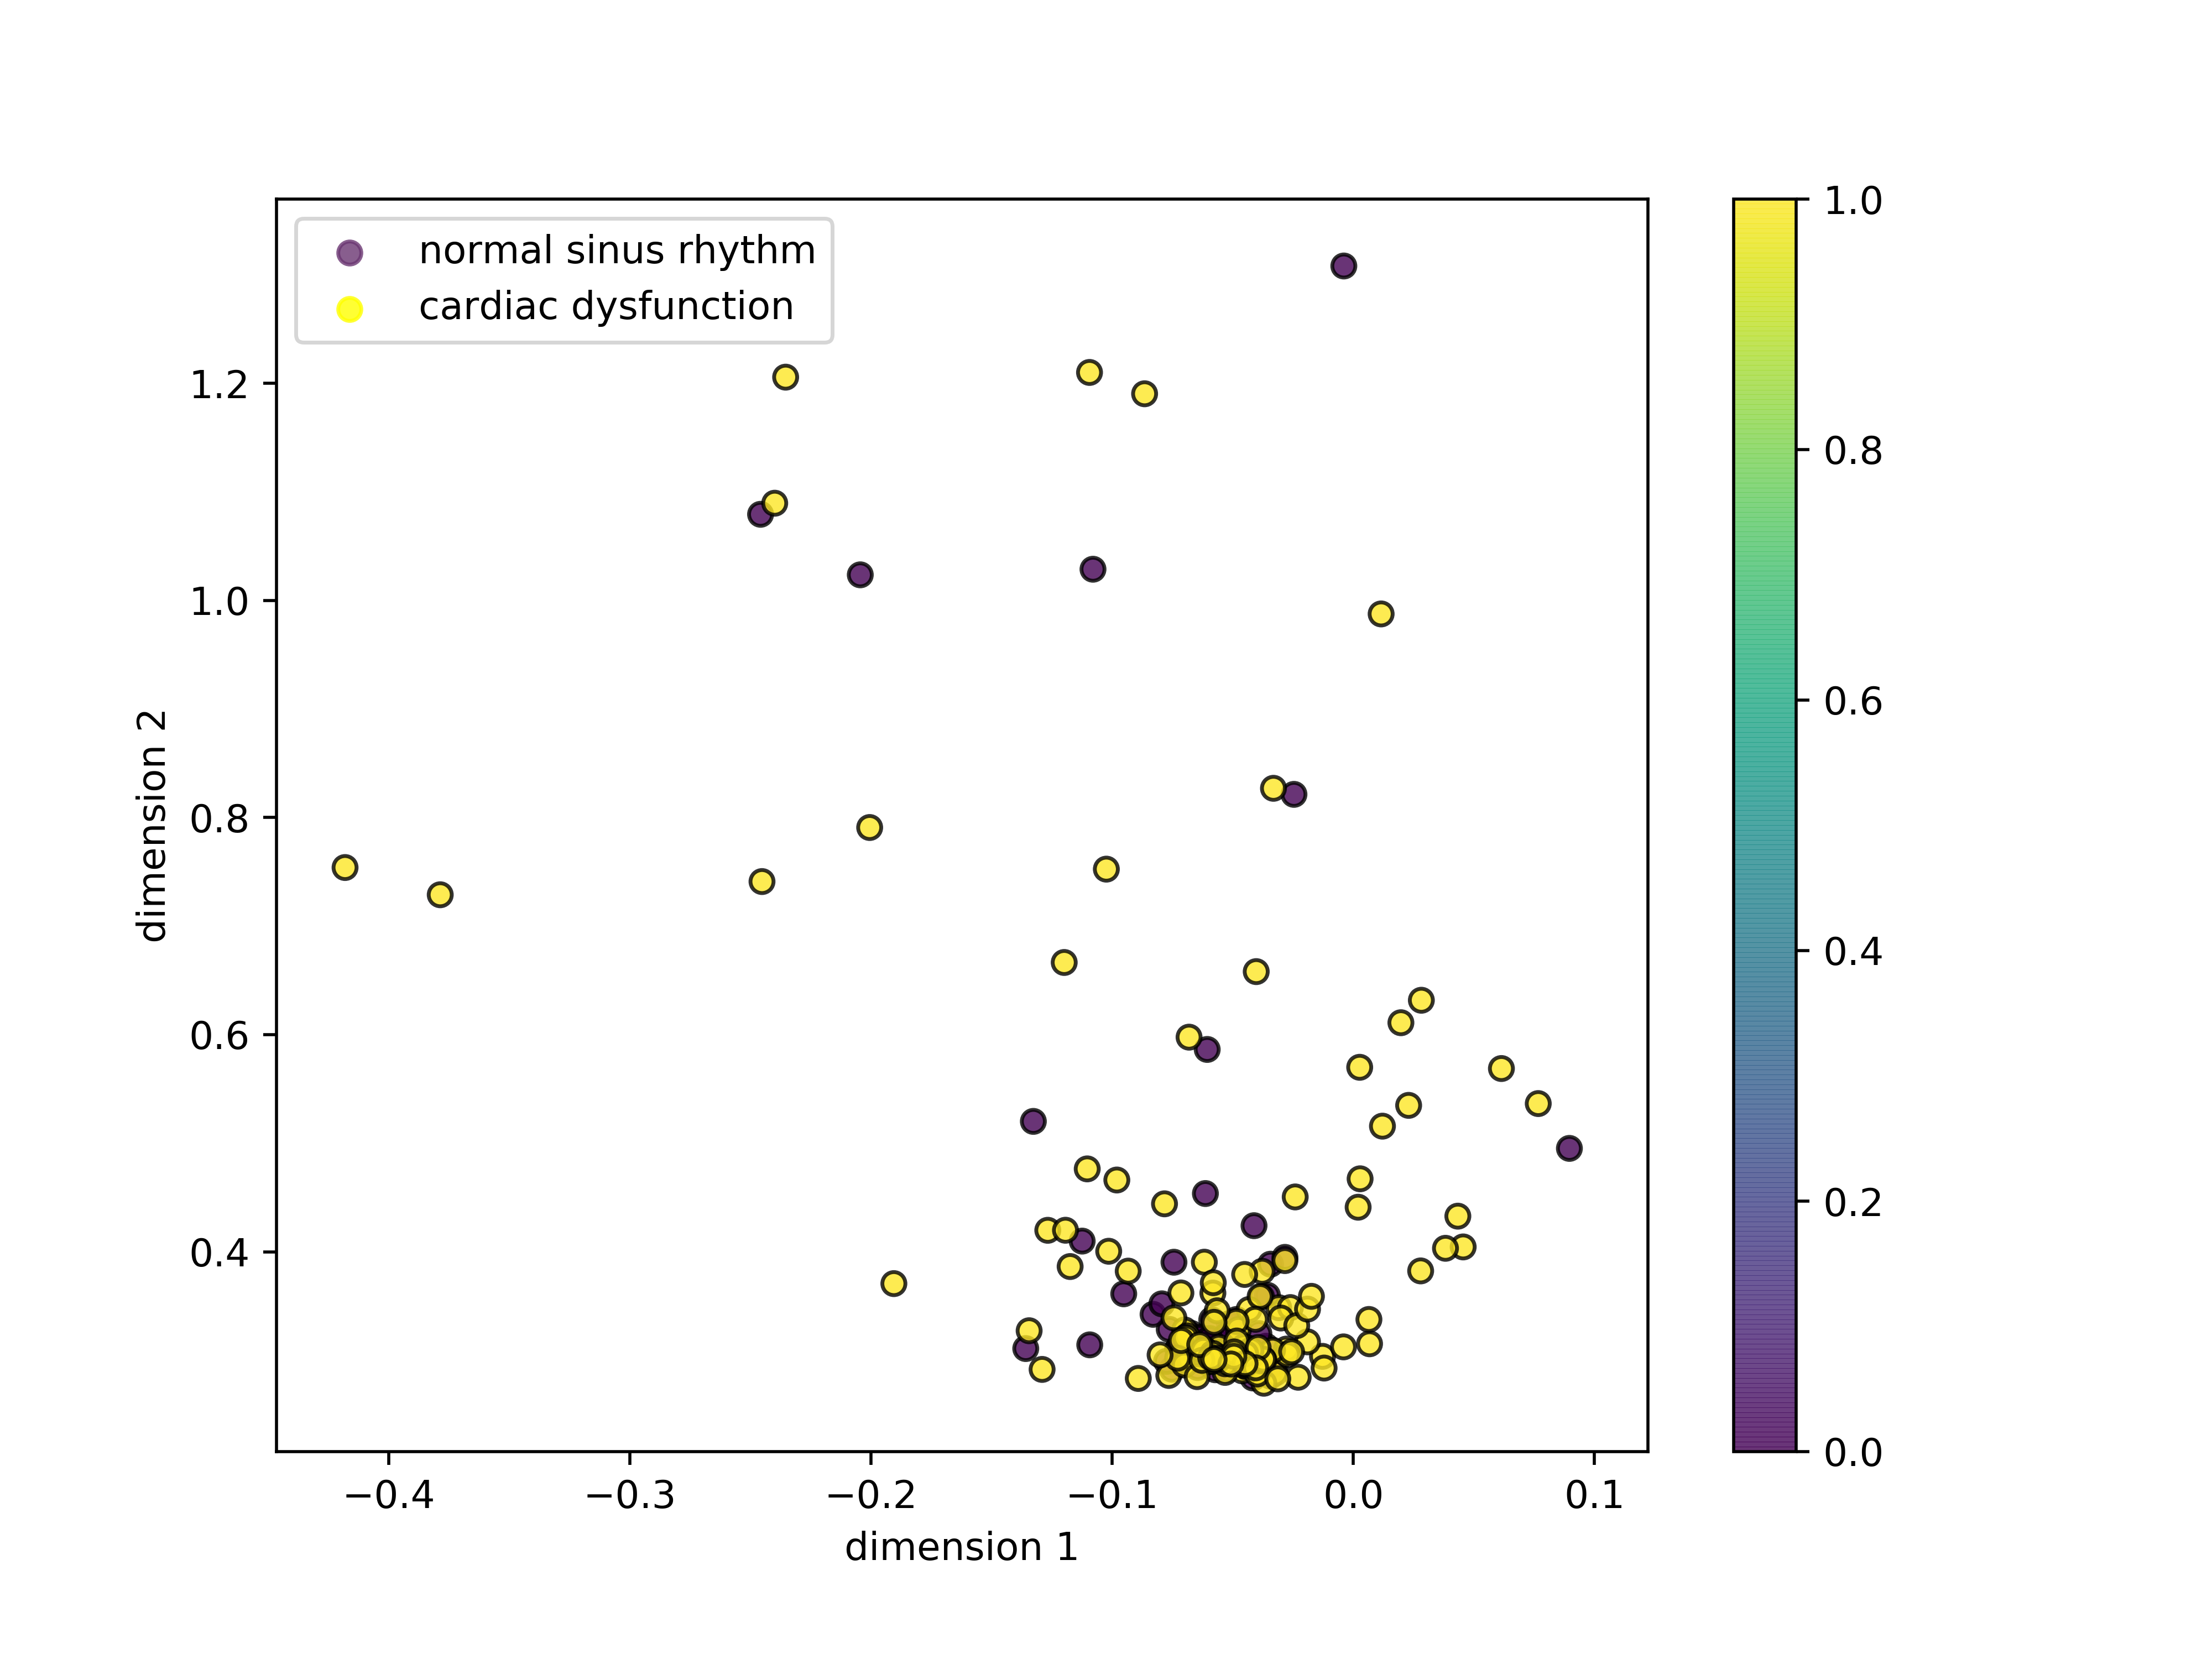 normal sinus rhythm
cardiac dysfunction
1.2
1.0
0.8
0.6
0.4
dimension 2
−0.4 −0.3 −0.2 −0.1 0.0 0.1
dimension 1
1.0
0.8
0.6
0.4
0.2
0.0